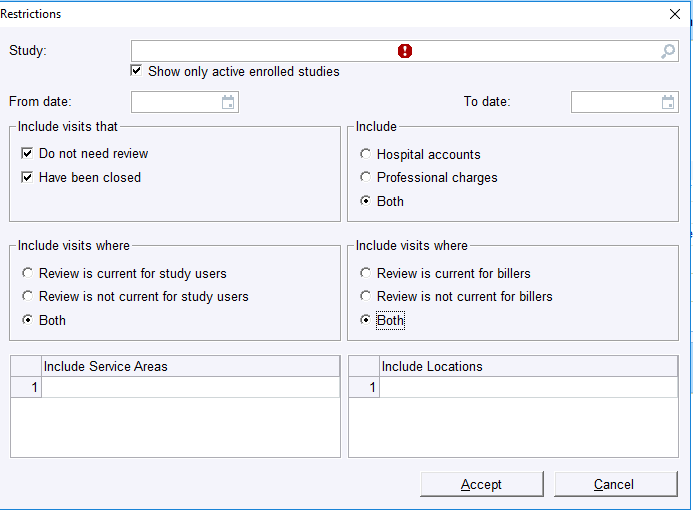 Restrictions
Study:
Show only active enrolled studies
From date:
To date:
Include visits that
Do not need review
Have been closed
Include
Hospital accounts
Professional charges
Both
Include visits where
Review is current for study users
Review is not current for study users
Both
Include visits where
Review is current for billers
Review is not current for billers
Both
Include Service Areas
1
Include Locations
1
Accept
Cancel